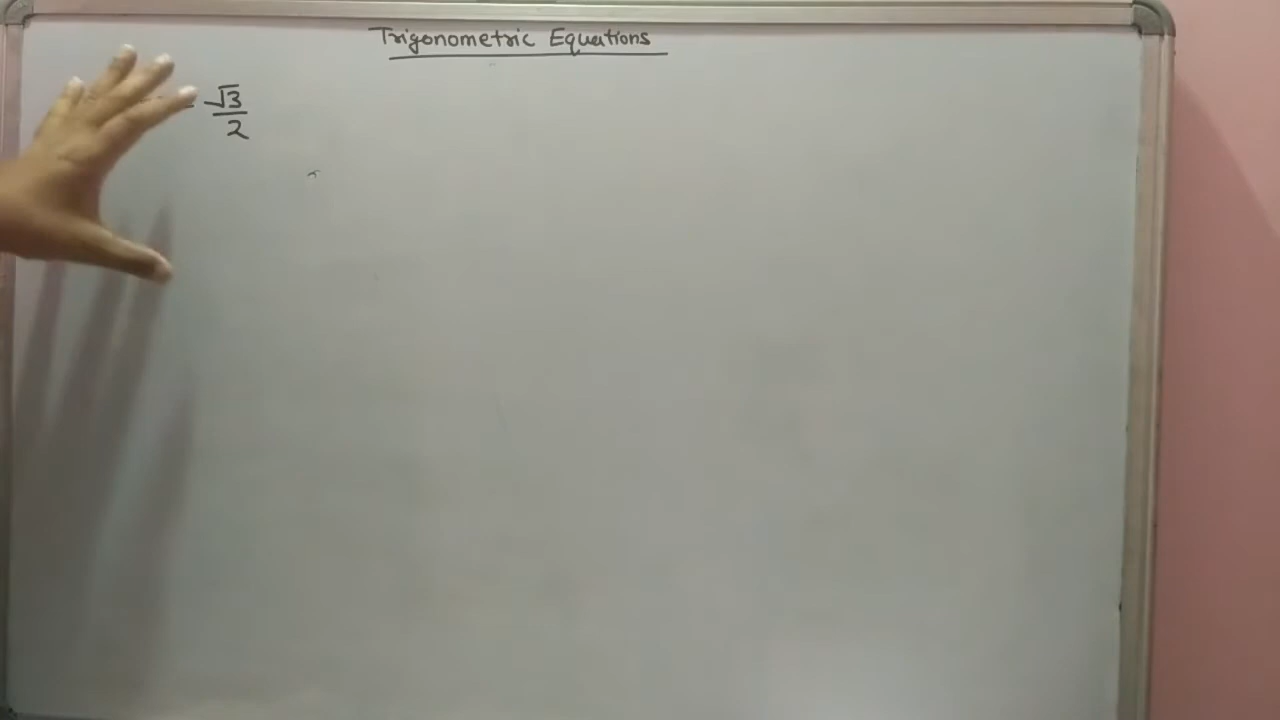 Trigonometric Equations
= √3/2